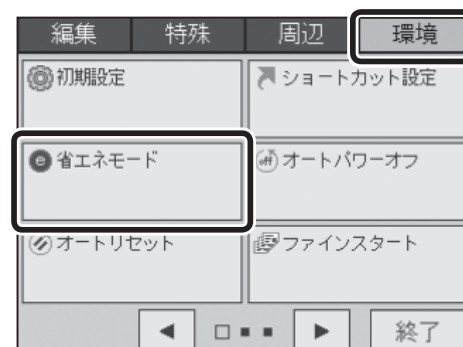 編集 特殊 周辺 環境
初期設定 ショートカット設定
省エネモード オートパワーオフ
オートリセット ファインスタート
終了